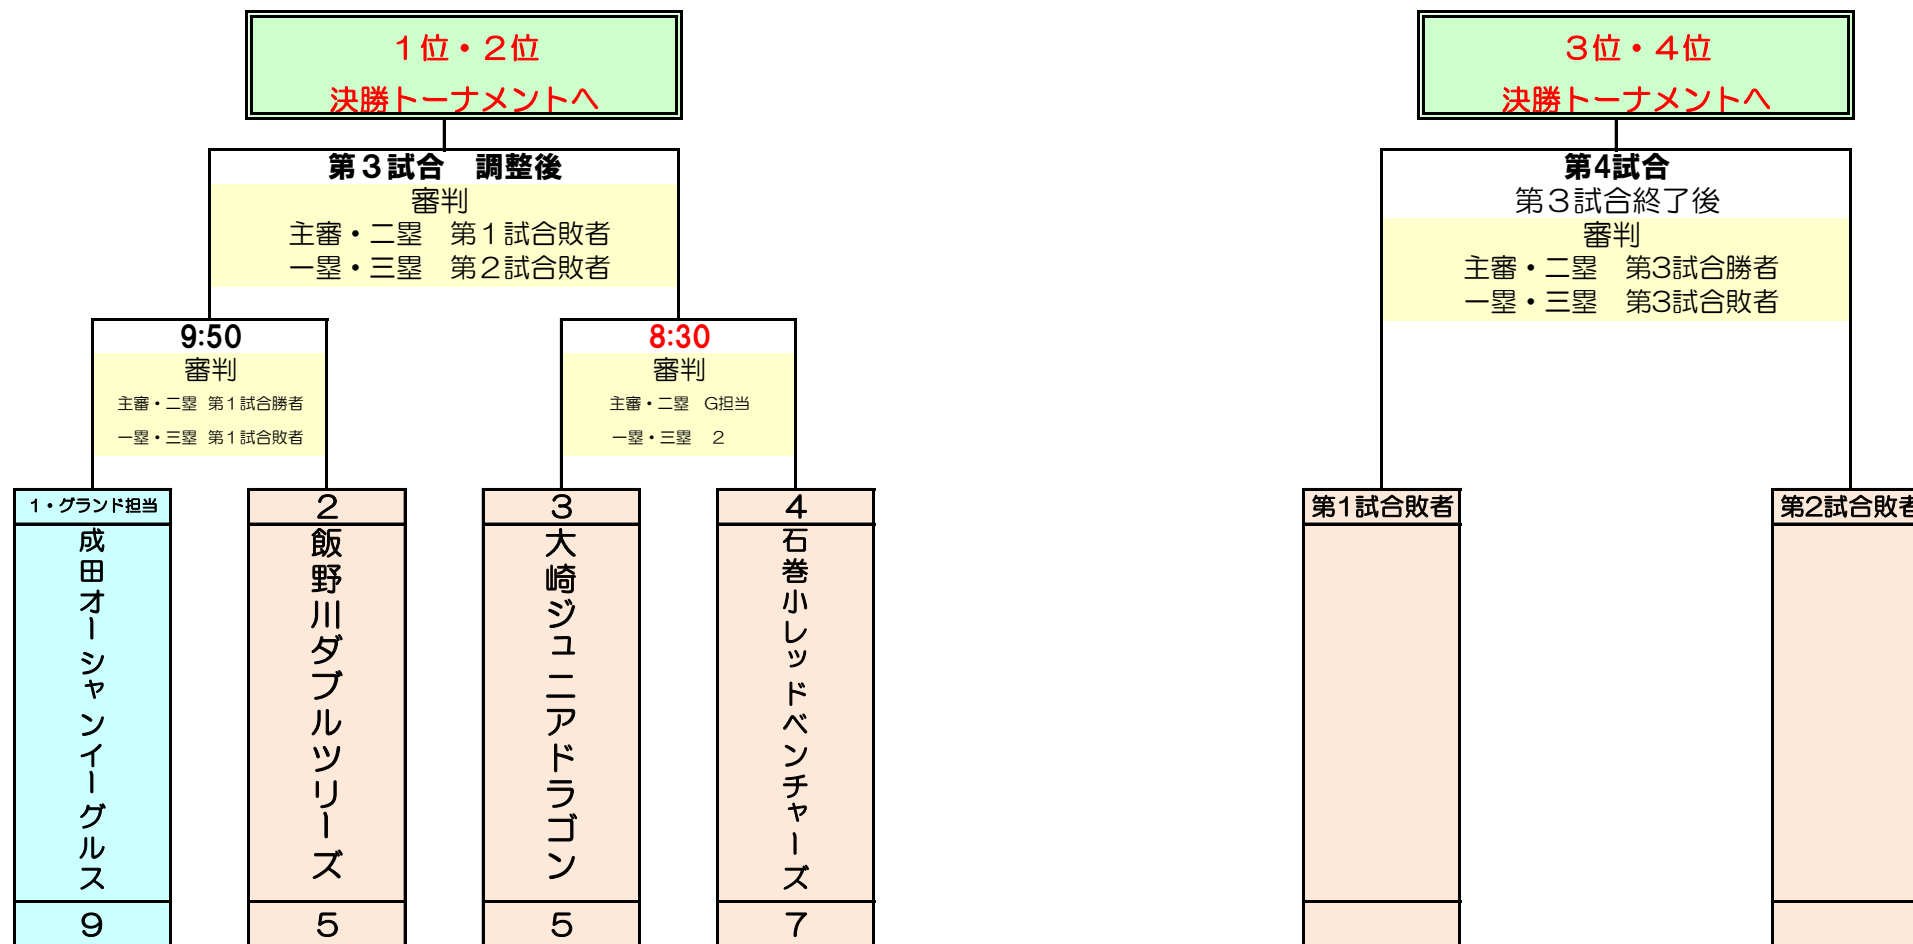 １位・２位
決勝トーナメントへ
第３試合　調整後
審判
主審・二塁　第１試合敗者
一塁・三塁　第２試合敗者
9:50
審判
主審・二塁 第１試合勝者
一塁・三塁 第１試合敗者
8:30
審判
主審・二塁　G担当
一塁・三塁　２
1・グランド担当
成田オーシャンイーグルス
９
２
飯野川ダブルツリーズ
５
３
大崎ジュニアドラゴン
５
４
石巻小レッドベンチャーズ
７
３位・４位
決勝トーナメントへ
第4試合
第３試合終了後
審判
主審・二塁　第3試合勝者
一塁・三塁　第3試合敗者
第1試合敗者
第2試合敗者